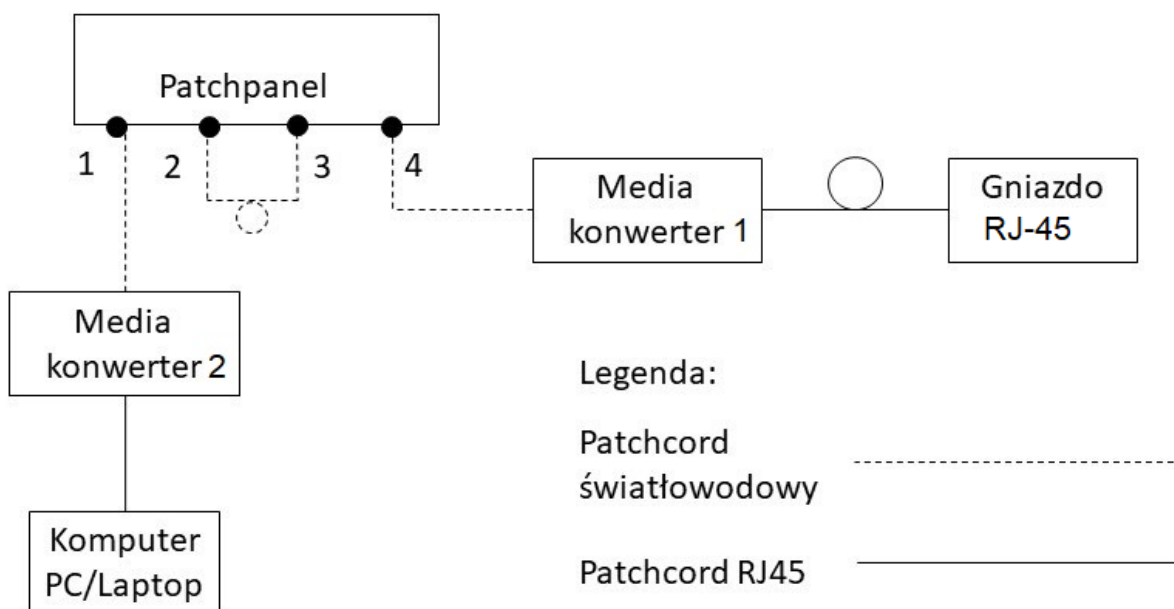 Patchpanel
1
2
3
4
Media
konwerter 1
Gniazdo
RJ-45
Media
konwerter 2
Komputer
PC/Laptop
Legenda:
Patchcord
światłowodowy
Patchcord RJ45